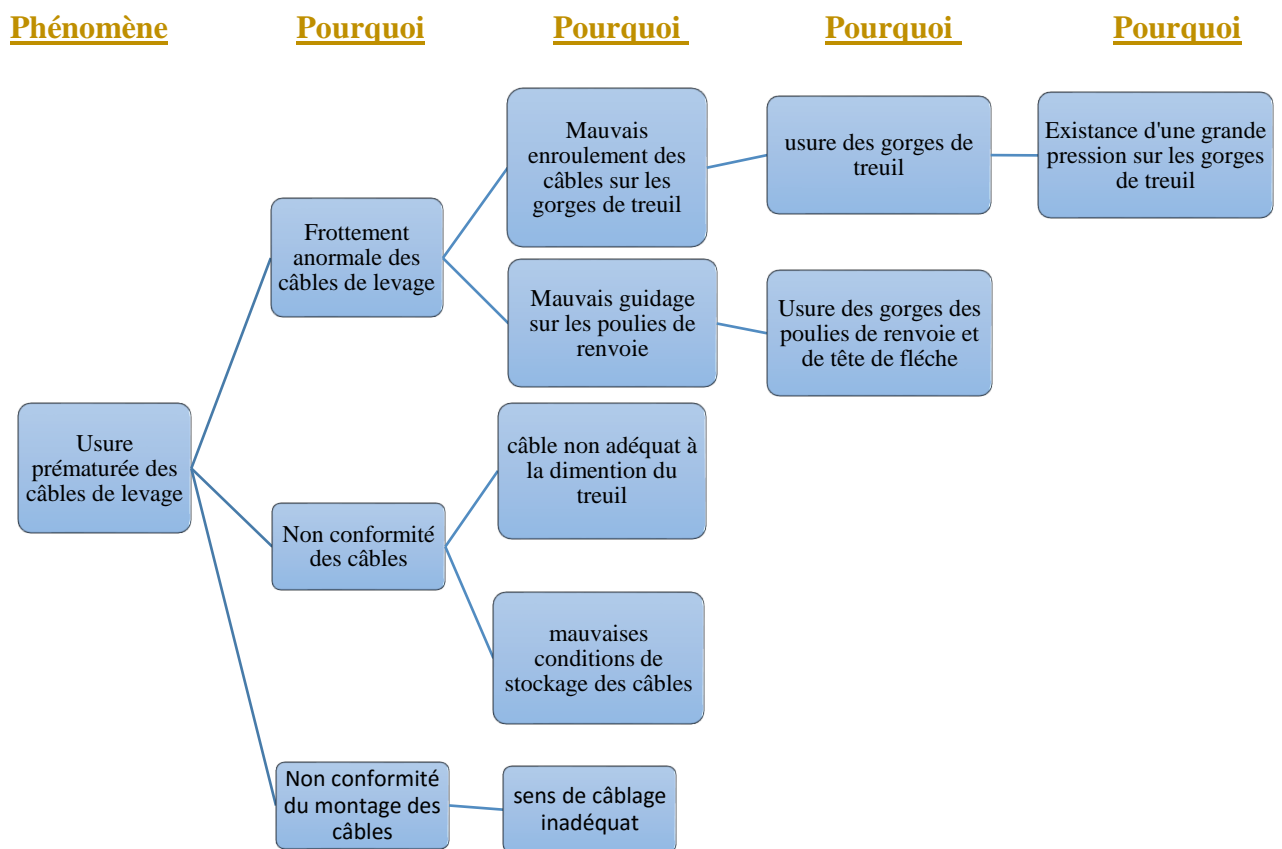 Phénomène Pourquoi Pourquoi Pourquoi Pourquoi
Mauvais
enroulement des
câbles sur les
gorges de treuil
usure des gorges de
treuil
Existance d'une grande
pression sur les gorges
de treuil
Frottement
anormale des
câbles de levage
Mauvais guidage
sur les poulies de
renvoie
Usure des gorges des
poulies de renvoie et
de tête de fléche
Usure
prématurée des
câbles de levage
câble non adéquat à
la dimention du
treuil
Non conformité
des câbles
mauvaises
conditions de
stockage des câbles
Non conformité
du montage des
câbles
sens de câblage
inadéquat